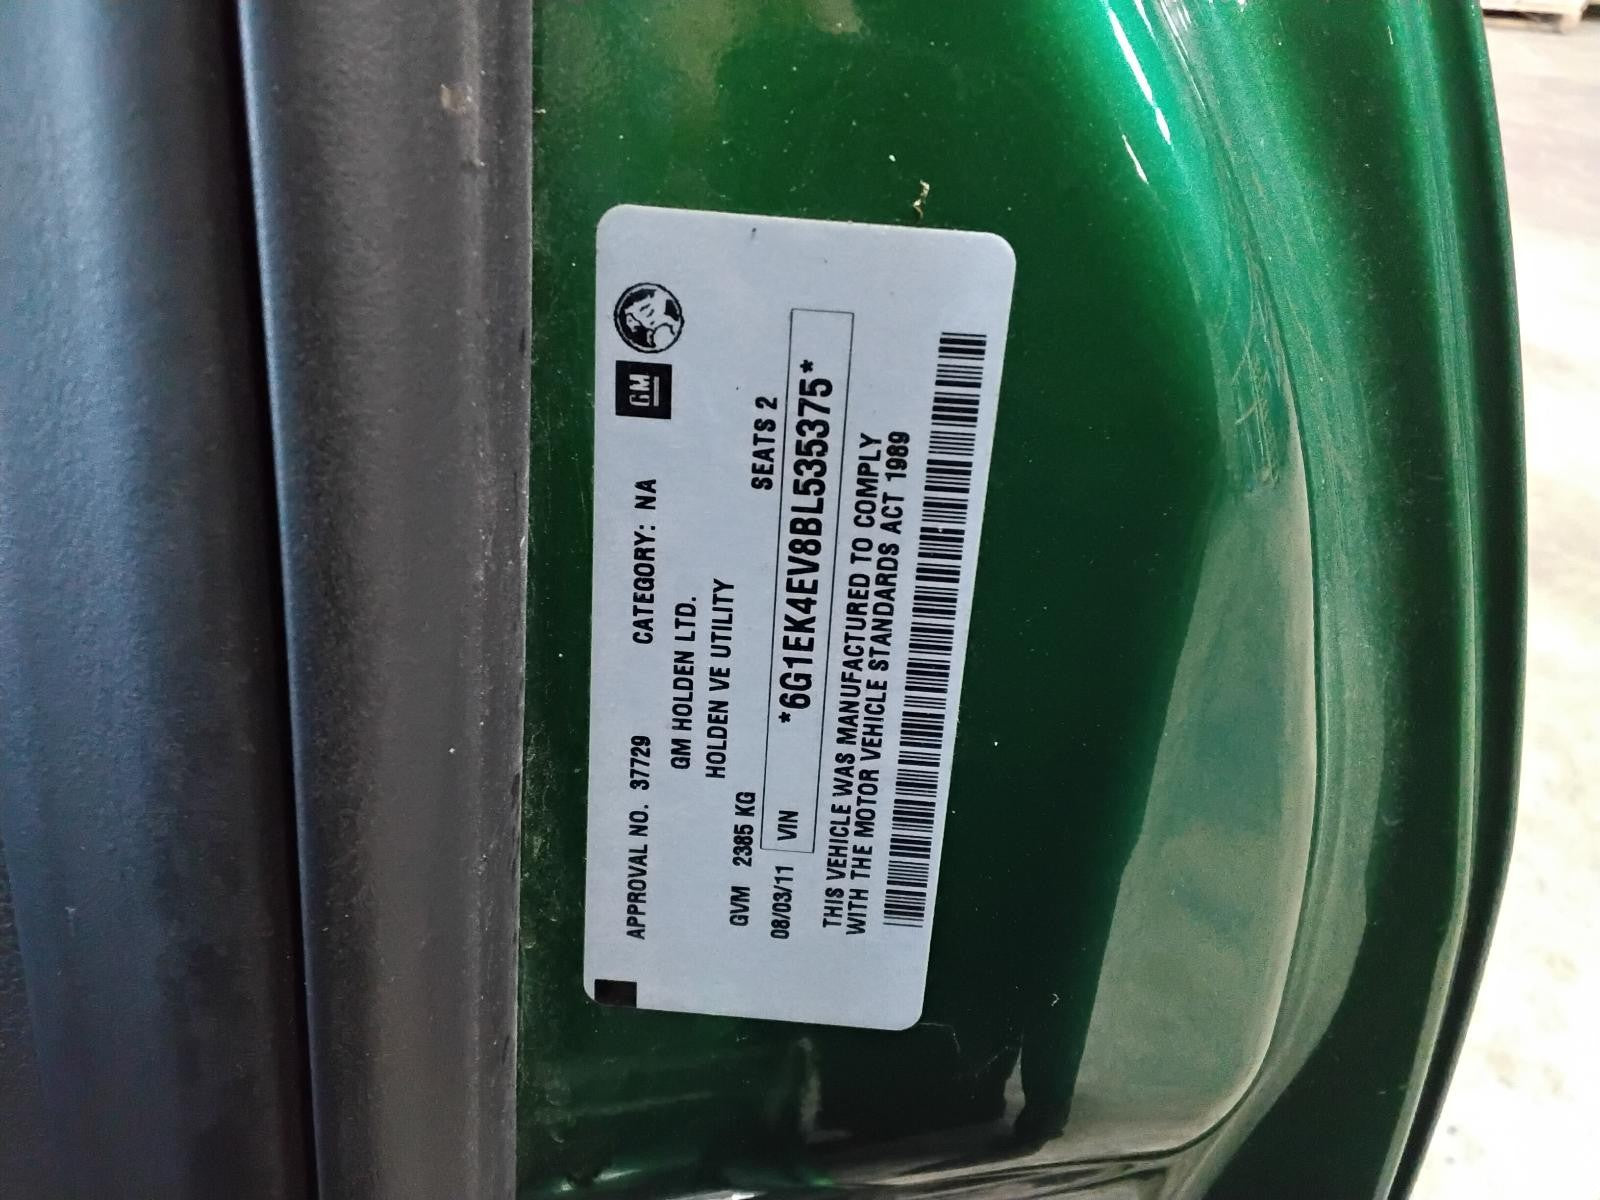 APPROVAL NO. 37729 CATEGORY: NA GM
GM HOLDEN LTD.
HOLDEN VE UTILITY
GVM 2385 KG SEATS 2
08/03/11 VIN *6G1EK4EV8BL535375*
THIS VEHICLE WAS MANUFACTURED TO COMPLY
WITH THE MOTOR VEHICLE STANDARDS ACT 1989